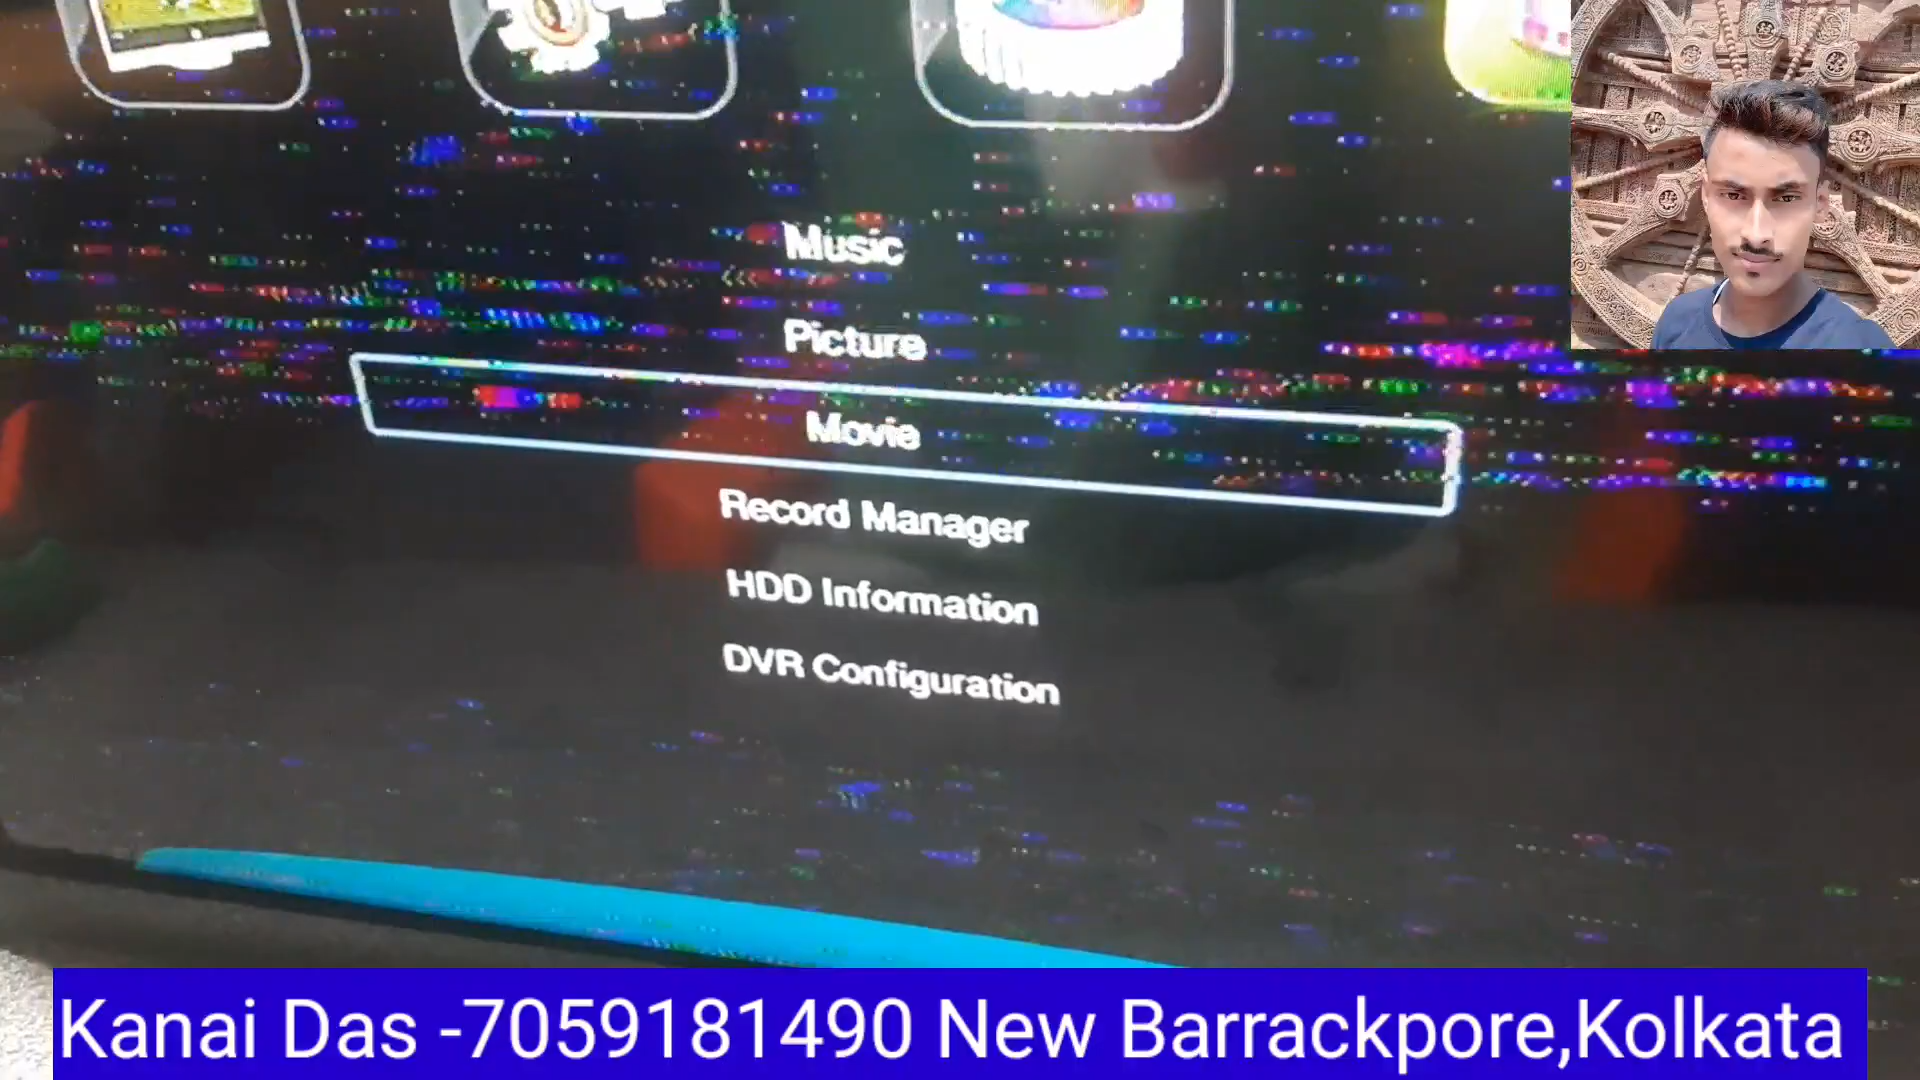 Music
Picture
Movie
Record Manager
HDD Information
DVR Configuration
Kanai Das -7059181490 New Barrackpore,Kolkata